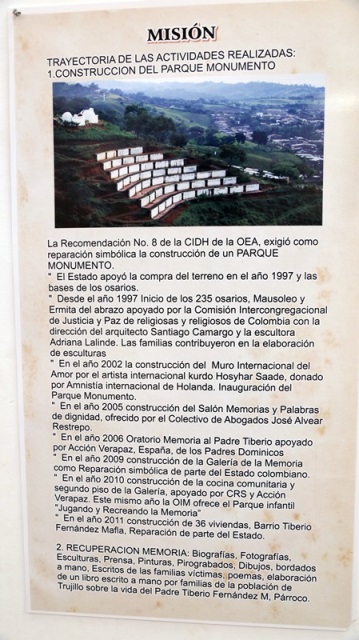 MISIÓN
TRAYECTORIA DE LAS ACTIVIDADES REALIZADAS:
1.CONSTRUCCION DEL PARQUE MONUMENTO
La Recomendación No. 8 de la CIDH de la OEA, exigió como
reparación simbólica la construcción de un PARQUE
MONUMENTO.
" El Estado apoyó la compra del terreno en el año 1997 y las
bases de los osarios.
" Desde el año 1997 Inicio de los 235 osarios, Mausoleo y
Ermita del abrazo apoyado por la Comisión Intercongregacional
de Justicia y Paz de religiosas y religiosos de Colombia con la
dirección del arquitecto Santiago Camargo y la escultora
Adriana Lalinde. Las familias contribuyeron en la elaboración
de esculturas
" En el año 2002 la construcción del Muro Internacional del
Amor por el artista internacional kurdo Hosyhar Saade, donado
por Amnistía internacional de Holanda. Inauguración del
Parque Monumento.
" En el año 2005 construcción del Salón Memorias y Palabras
de dignidad, ofrecido por el Colectivo de Abogados José Alvear
Restrepo.
" En el año 2006 Oratorio Memoria al Padre Tiberio apoyado
por Acción Verapaz, España, de los Padres Dominicos
" En el año 2009 construcción de la Galería de la Memoria
como Reparación simbólica de parte del Estado colombiano.
" En el año 2010 construcción de la cocina comunitaria y
segundo piso de la Galería, apoyado por CRS y Acción
Verapaz. Este mismo año la OIM ofrece el Parque infantil
"Jugando y Recreando la Memoria"
" En el año 2011 construcción de 36 viviendas, Barrio Tiberio
Fernández Mafla, Reparación de parte del Estado.
2. RECUPERACION MEMORIA: Biografías, Fotografías,
Esculturas, Prensa, Pinturas, Pirograbados, Dibujos, bordados
a mano, Escritos de las familias víctimas, poemas, elaboración
de un libro escrito a mano por familias de la población de
Trujillo sobre la vida del Padre Tiberio Fernández M, Párroco.